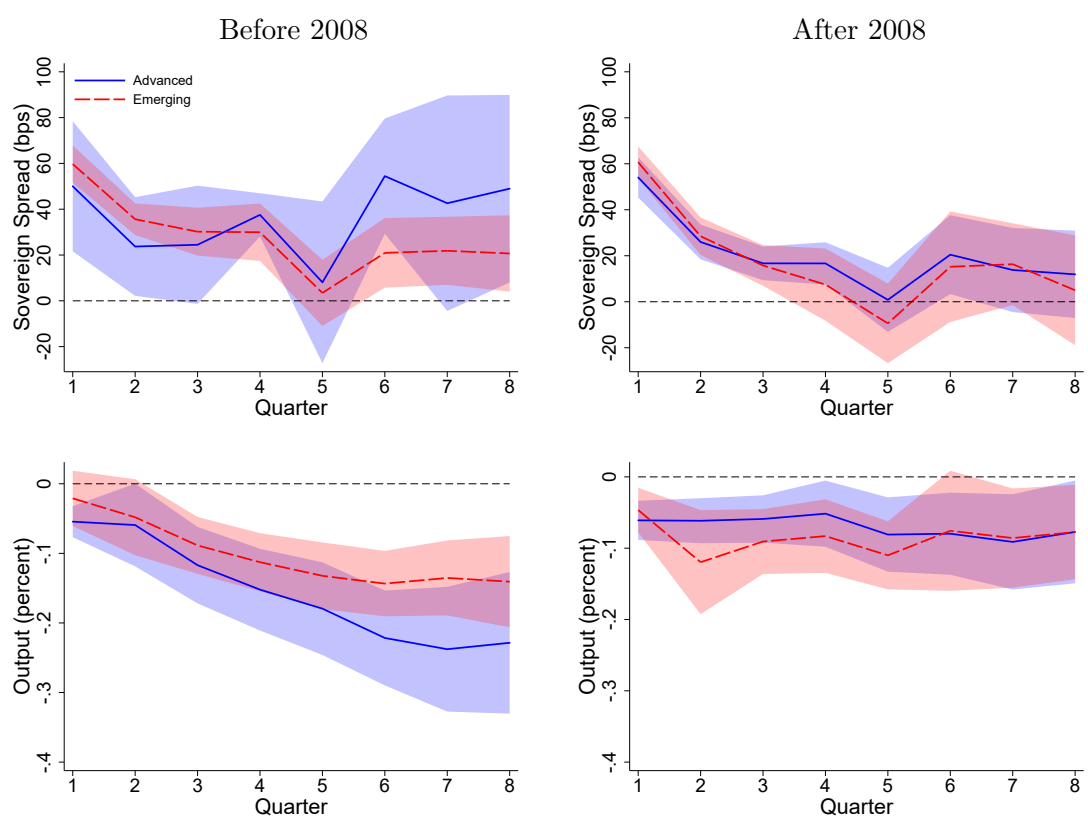 Before 2008
After 2008
Sovereign Spread (bps)
100
80
60
40
20
0
-20
Advanced
Emerging
1 2 3 4 5 6 7 8
Quarter
Sovereign Spread (bps)
100
80
60
40
20
0
-20
1 2 3 4 5 6 7 8
Quarter
Output (percent)
0
-.1
-.2
-.3
-.4
1 2 3 4 5 6 7 8
Quarter
Output (percent)
0
-.1
-.2
-.3
-.4
1 2 3 4 5 6 7 8
Quarter